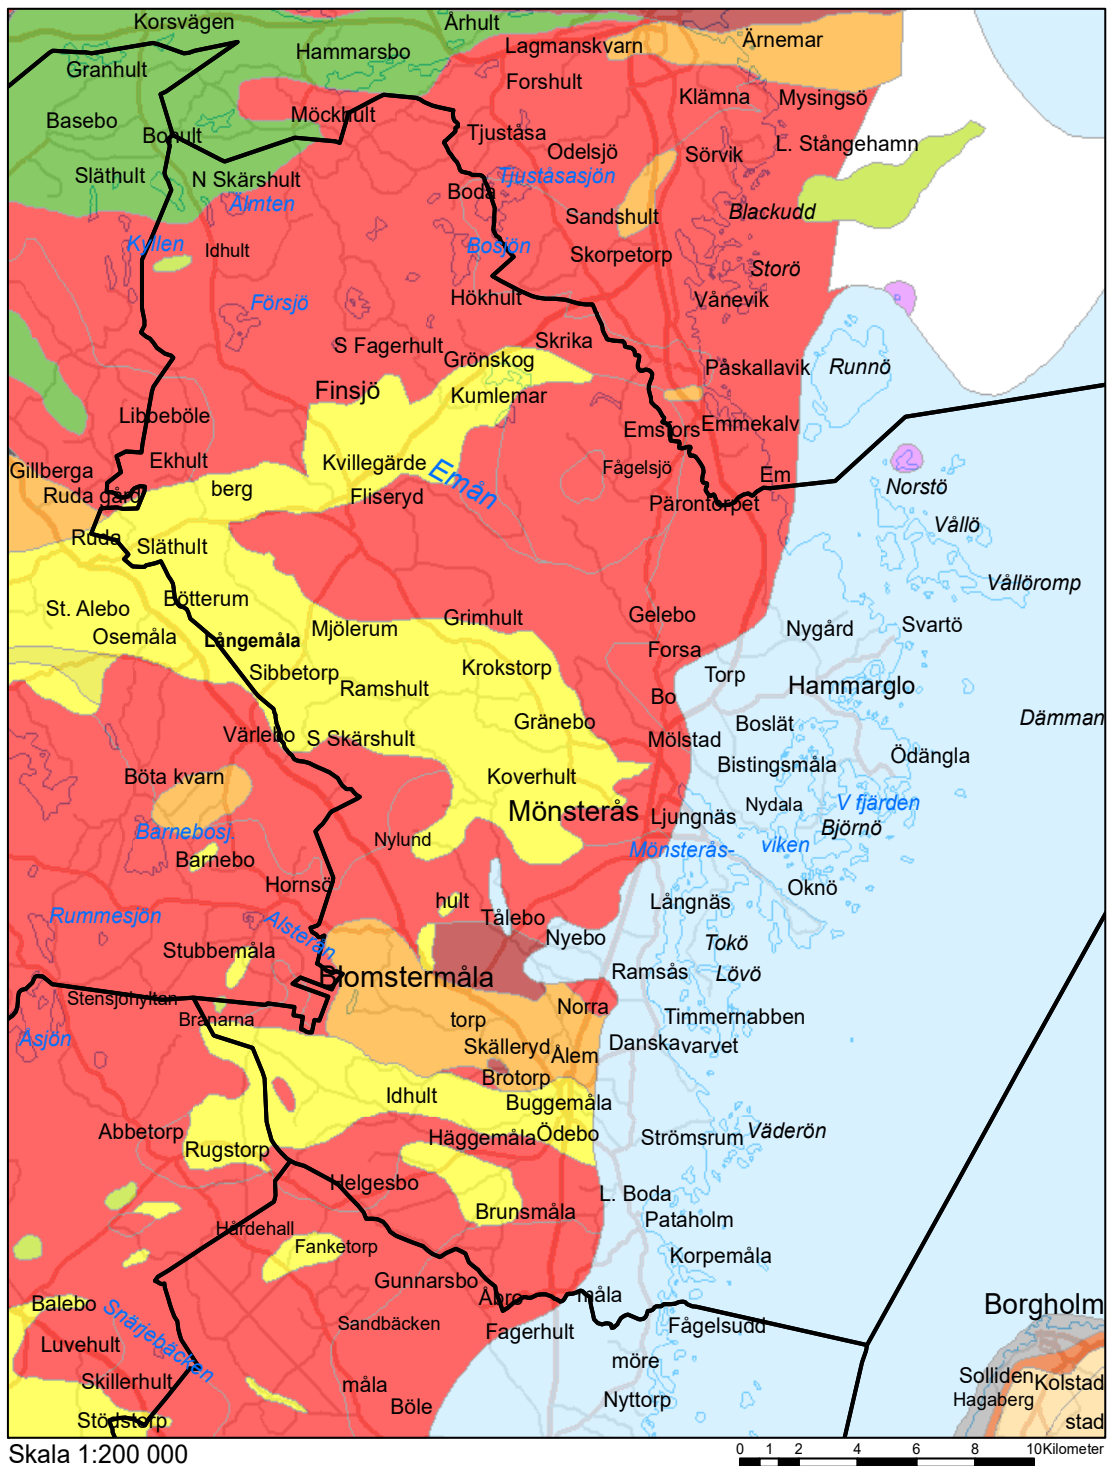 Korsvägen
Århult
Hammarsbo
Lagmanskvarn
Ärnemar
Granhult
Forshult
Klämna
Mysingsö
Basebo
Bohult
Möckhult
Tjuståsa
Odelsjö
Sörvik
L. Stångehamn
Släthult
N Skärshult
Tjuståsasjön
Boda
Älmten
Sandshult
Blackudd
Kyllen
Idhult
Bosjön
Skorpetorp
Storö
Försjö
Hökhult
Vånevik
S Fagerhult
Skrika
Grönskog
Påskallavik
Runnö
Finsjö
Kumlemar
Libbeböle
Emsfors
Emmekalv
Ekhult
Kvillegärde
Emån
Fågelsjö
Em
Gillberga
Ruda gård
berg
Fliseryd
Norstö
Pärontorpet
Vållö
Ruda
Släthult
Vållöromp
Bötterum
St. Alebo
Osemåla
Långemåla
Mjölerum
Grimhult
Gelebo
Nygård
Svartö
Forsa
Sibbetorp
Krokstorp
Torp
Ramshult
Bo
Hammarglo
Värlebo
S Skärshult
Gränebo
Mölstad
Boslät
Dämman
Böta kvarn
Koverhult
Bistingsmåla
Ödängla
Mönsterås
Nydala
V fjärden
Ljungnäs
Björnö
Barnebosj.
Nylund
Mönsterås-
viken
Barnebo
Hornsö
Oknö
hult
Långnäs
Rummesjön
Alsterån
Tålebo
Stubbemåla
Nyebo
Tokö
Blomstermåla
Ramsås
Lövö
Stensjöhyltan
Norra
Timmernabben
Branarna
torp
Åsjön
Skälleryd
Ålem
Danskavarvet
Brotorp
Idhult
Buggemåla
Abbetorp
Häggemåla
Ödebo
Strömsrum
Väderön
Rugstorp
Helgesbo
L. Boda
Brunsmåla
Pataholm
Hårdehall
Fanketorp
Korpemåla
Gunnarsbo
Åbro
måla
Balebo
Snärjebäcken
Borgholm
Sandbäcken
Fagerhult
Fågelsudd
Luvehult
möre
Skillerhult
måla
Solliden
Kolstad
Böle
Nyttorp
Hagaberg
Stödstorp
stad
Skala 1:200 000
0 1 2 4 6 8 10Kilometer